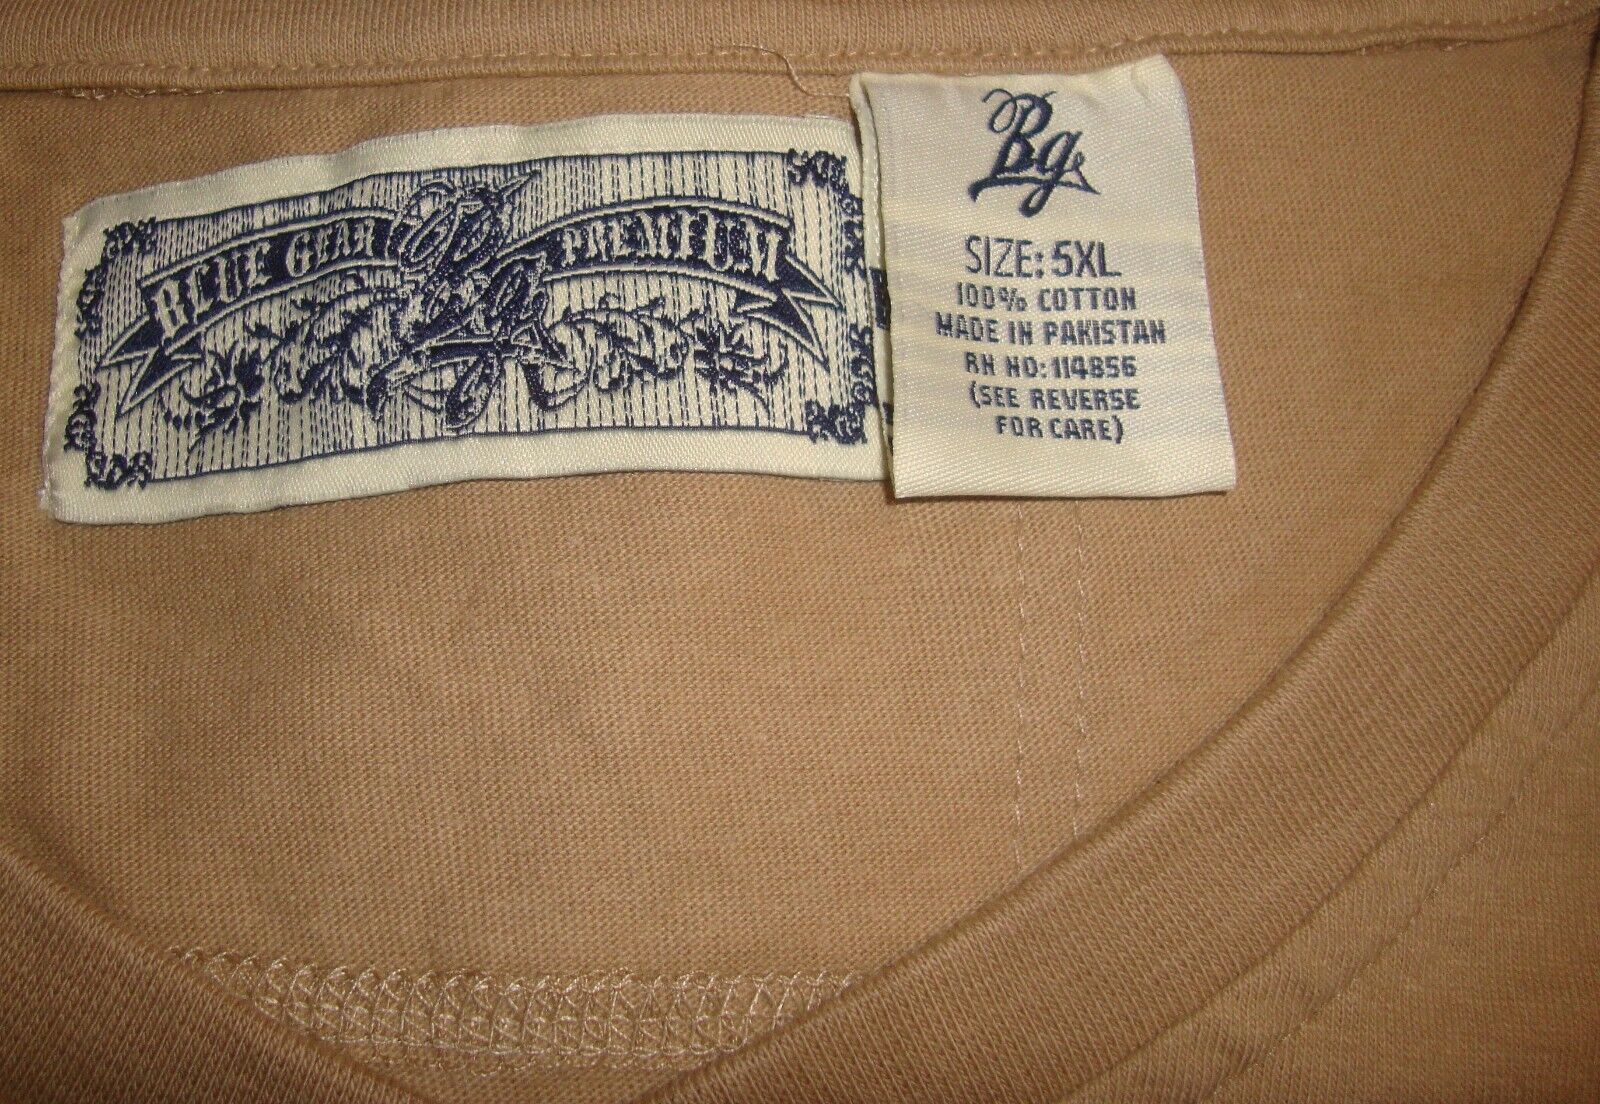 BLUE GEAR PREMIUM
Bg
SIZE: 5XL
100% COTTON
MADE IN PAKISTAN
RN NO: 114856
(SEE REVERSE
FOR CARE)